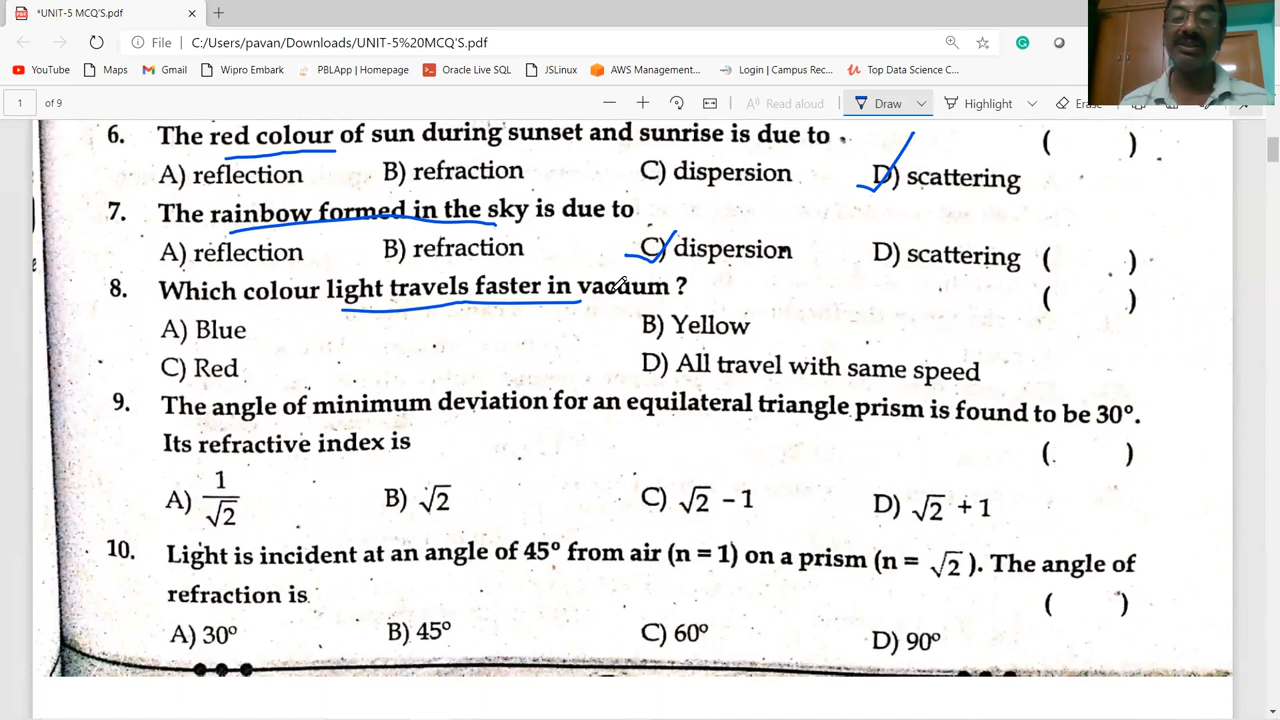 *UNIT-5 MCQ'S.pdf
File C:/Users/pavan/Downloads/UNIT-5%20MCQ'S.pdf
YouTube Maps Gmail Wipro Embark PBLApp | Homepage Oracle Live SQL JSLinux AWS Management... Login | Campus Rec... Top Data Science C...
1 of 9 Read aloud Draw Highlight
6. The red colour of sun during sunset and sunrise is due to ( )
A) reflection B) refraction C) dispersion D) scattering
7. The rainbow formed in the sky is due to
A) reflection B) refraction C) dispersion D) scattering ( )
8. Which colour light travels faster in vacuum ? ( )
A) Blue B) Yellow
C) Red D) All travel with same speed
9. The angle of minimum deviation for an equilateral triangle prism is found to be 30°.
Its refractive index is ( )
A) 1/√2 B) √2 C) √2 - 1 D) √2 + 1
10. Light is incident at an angle of 45° from air (n = 1) on a prism (n = √2). The angle of
refraction is ( )
A) 30° B) 45° C) 60° D) 90°